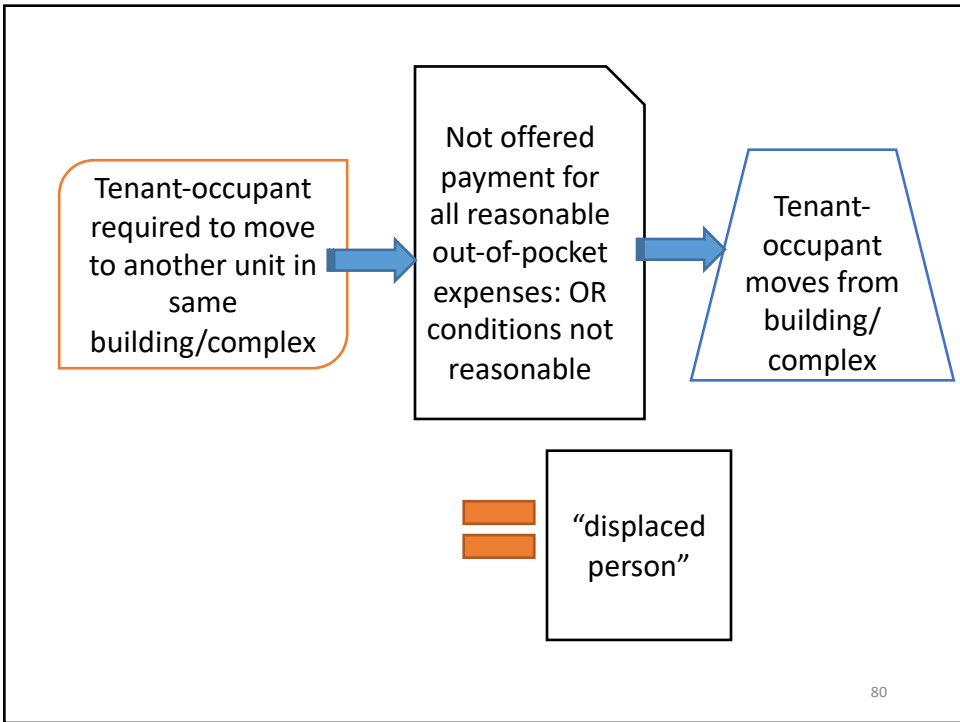 Tenant-occupant
required to move
to another unit in
same
building/complex
Not offered
payment for
all reasonable
out-of-pocket
expenses: OR
conditions not
reasonable
Tenant-
occupant
moves from
building/
complex
“displaced
person”
80